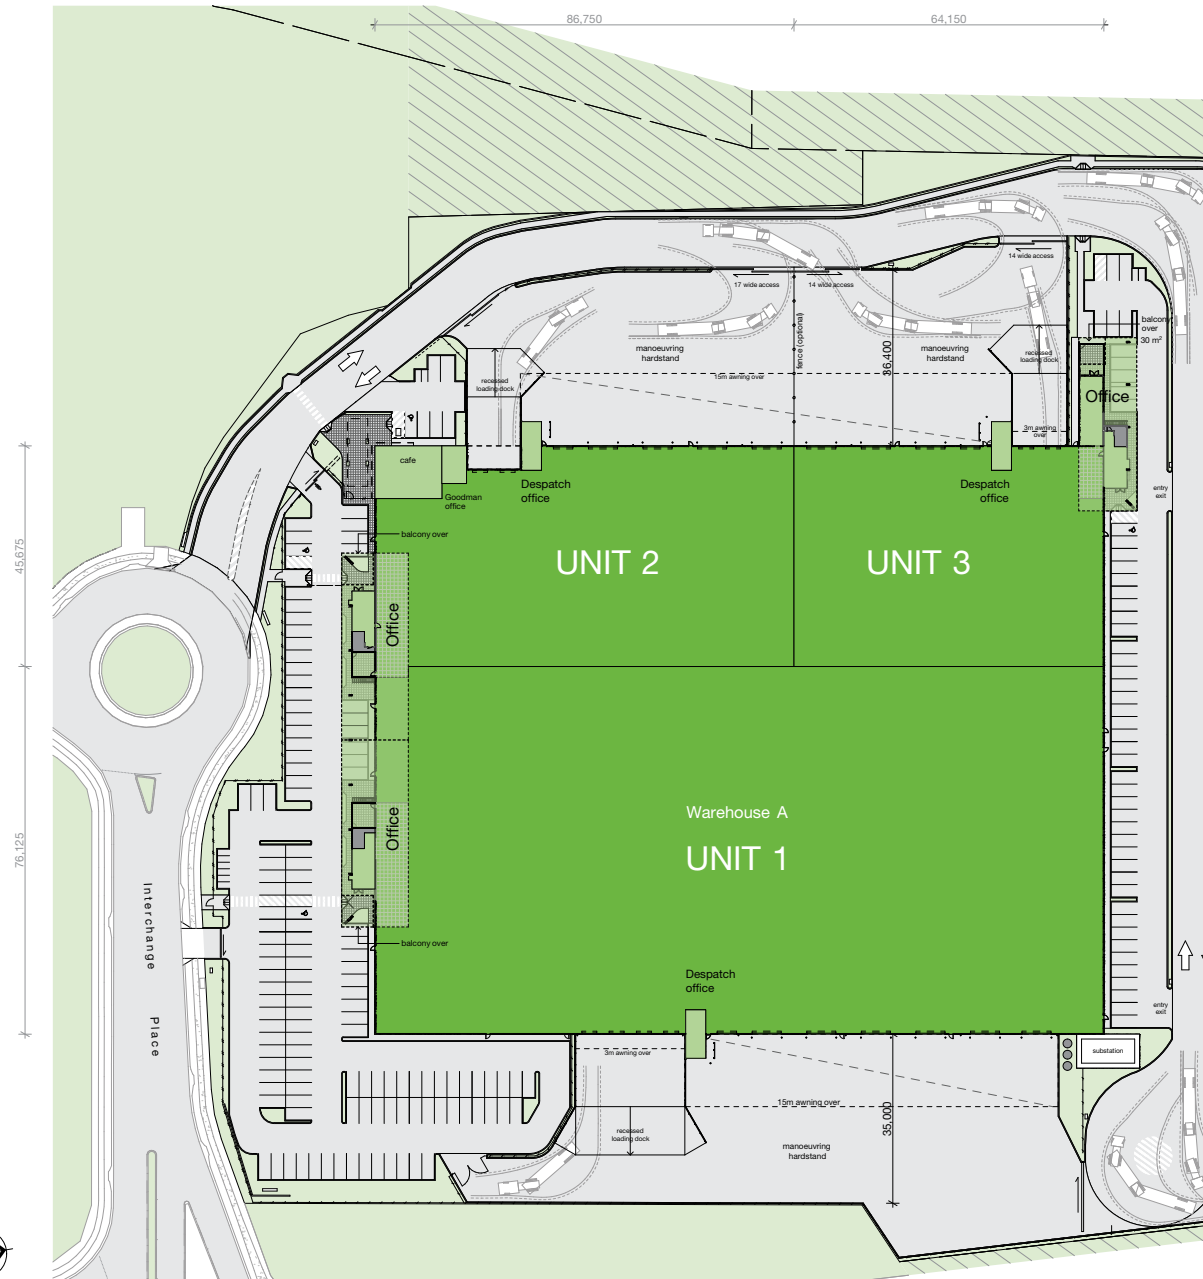 86,750
64,150
17 wide access
14 wide access
14 wide access
balcony
over
30 m²
fence (optional)
36,400
manoeuvring
hardstand
manoeuvring
hardstand
recessed
loading dock
recessed
loading dock
15m awning over
Office
3m awning
over
cafe
Goodman
office
Despatch
office
Despatch
office
entry
exit
45,675
balcony over
UNIT 2
UNIT 3
Office
Warehouse A
UNIT 1
Office
76,125
Interchange Place
balcony over
Despatch
office
entry
exit
3m awning over
substation
15m awning over
35,000
recessed
loading dock
manoeuvring
hardstand